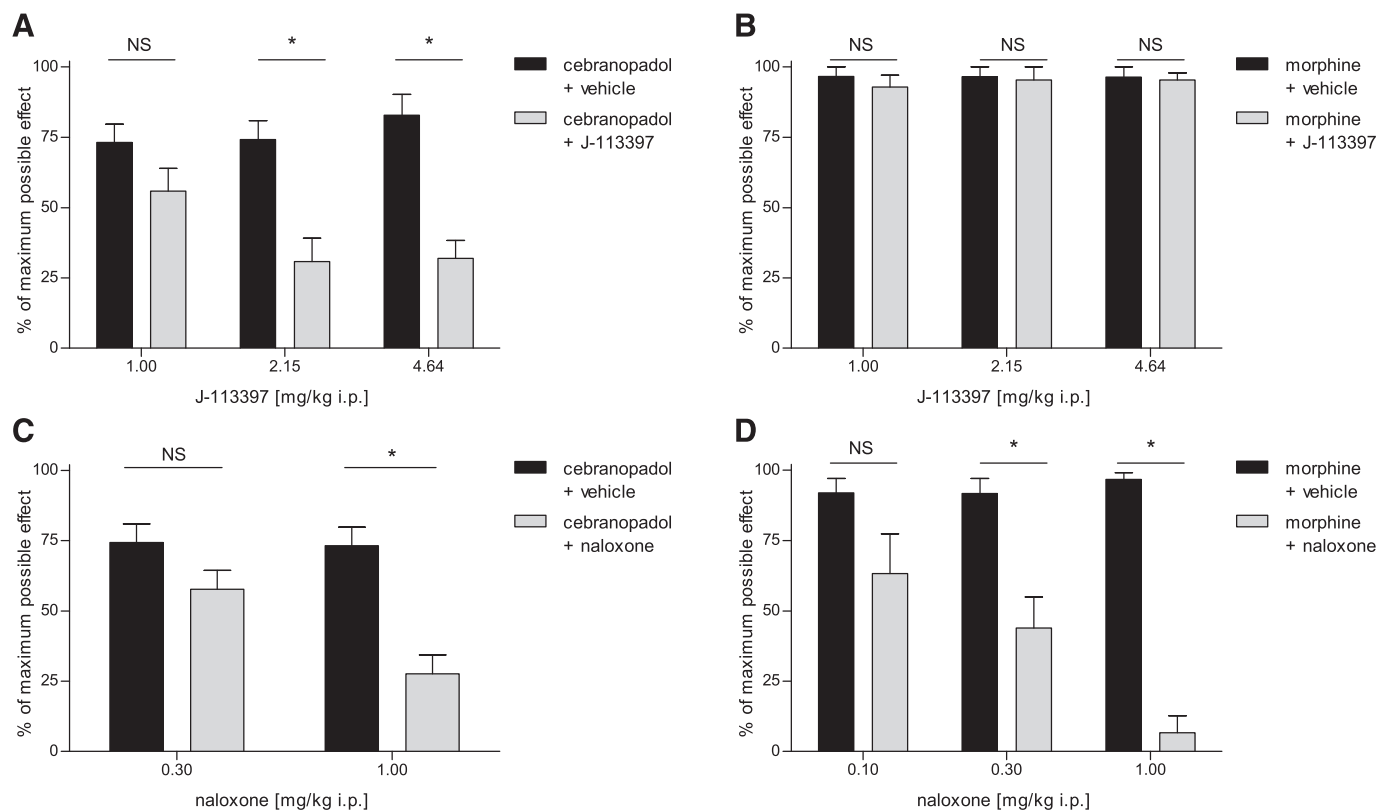 A
NS
*
*
100
75
50
25
0
% of maximum possible effect
1.00
2.15
4.64
J-113397 [mg/kg i.p.]
cebranopadol
+ vehicle
cebranopadol
+ J-113397
B
NS
NS
NS
100
75
50
25
0
% of maximum possible effect
1.00
2.15
4.64
J-113397 [mg/kg i.p.]
morphine
+ vehicle
morphine
+ J-113397
C
NS
*
100
75
50
25
0
% of maximum possible effect
0.30
1.00
naloxone [mg/kg i.p.]
cebranopadol
+ vehicle
cebranopadol
+ naloxone
D
NS
*
*
100
75
50
25
0
% of maximum possible effect
0.10
0.30
1.00
naloxone [mg/kg i.p.]
morphine
+ vehicle
morphine
+ naloxone